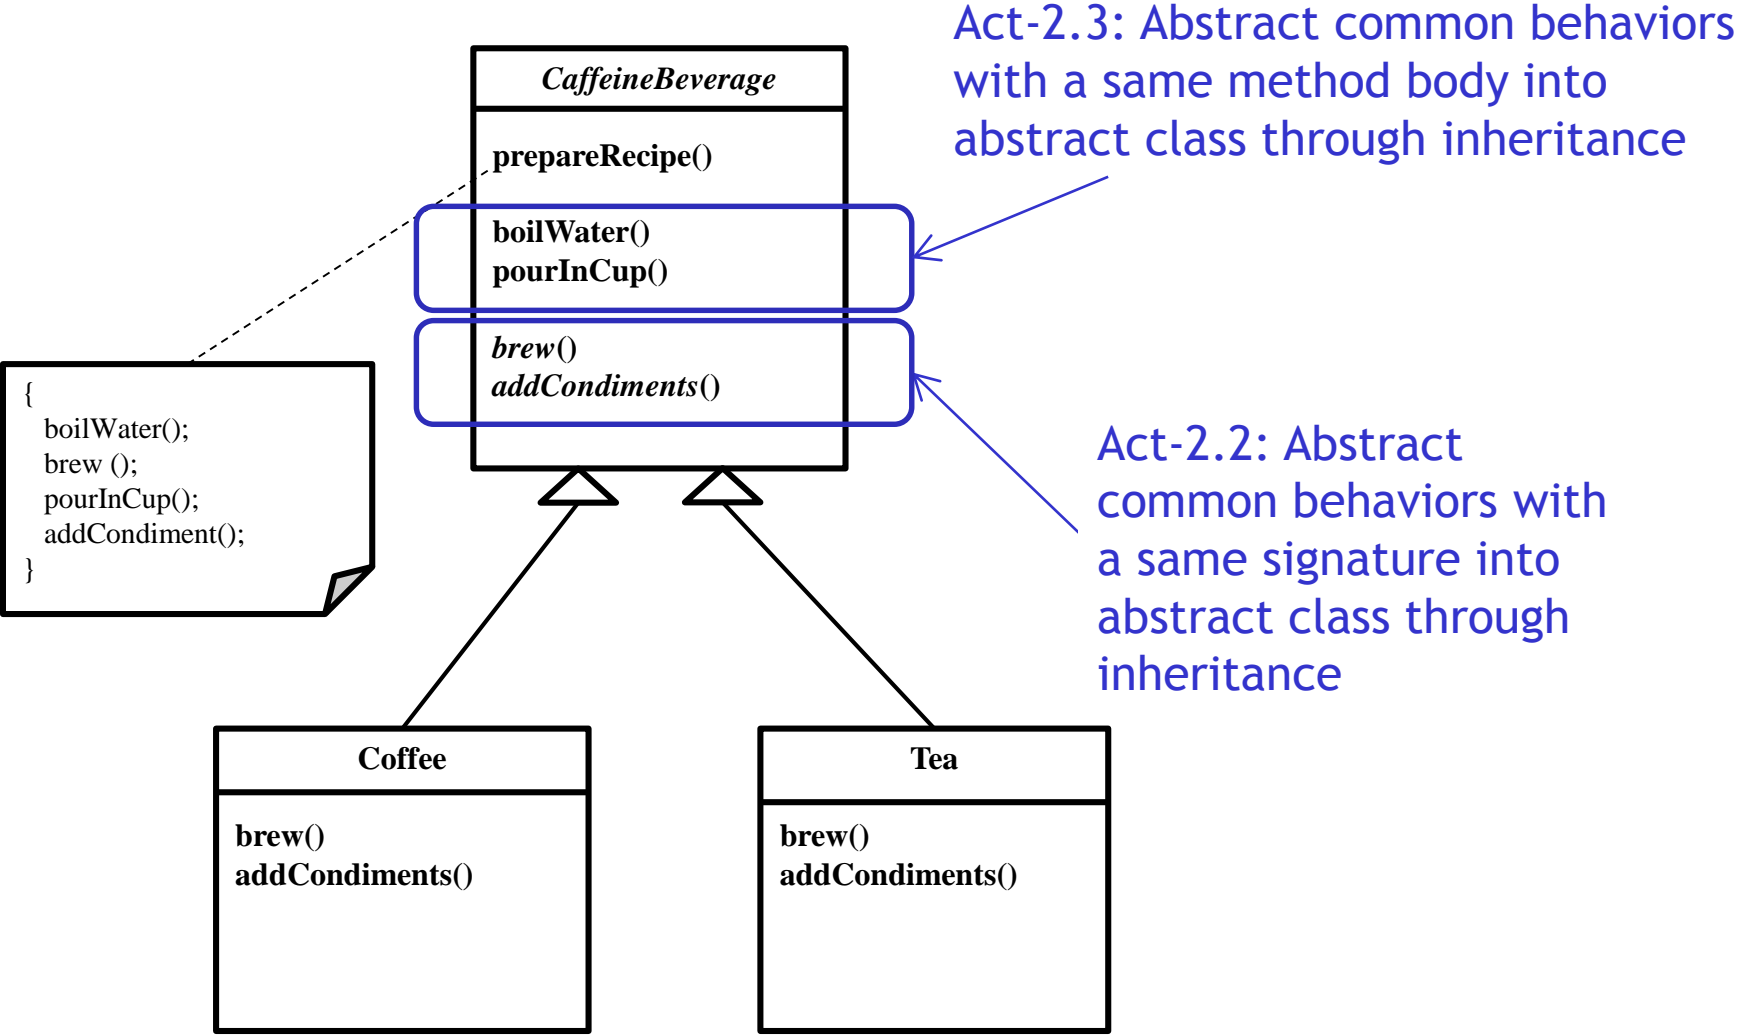 Act-2.3: Abstract common behaviors
with a same method body into
abstract class through inheritance
CaffeineBeverage
prepareRecipe()
boilWater()
pourInCup()
brew()
addCondiments()
{
boilWater();
brew ();
pourInCup();
addCondiment();
}
Act-2.2: Abstract
common behaviors with
a same signature into
abstract class through
inheritance
Coffee
brew()
addCondiments()
Tea
brew()
addCondiments()